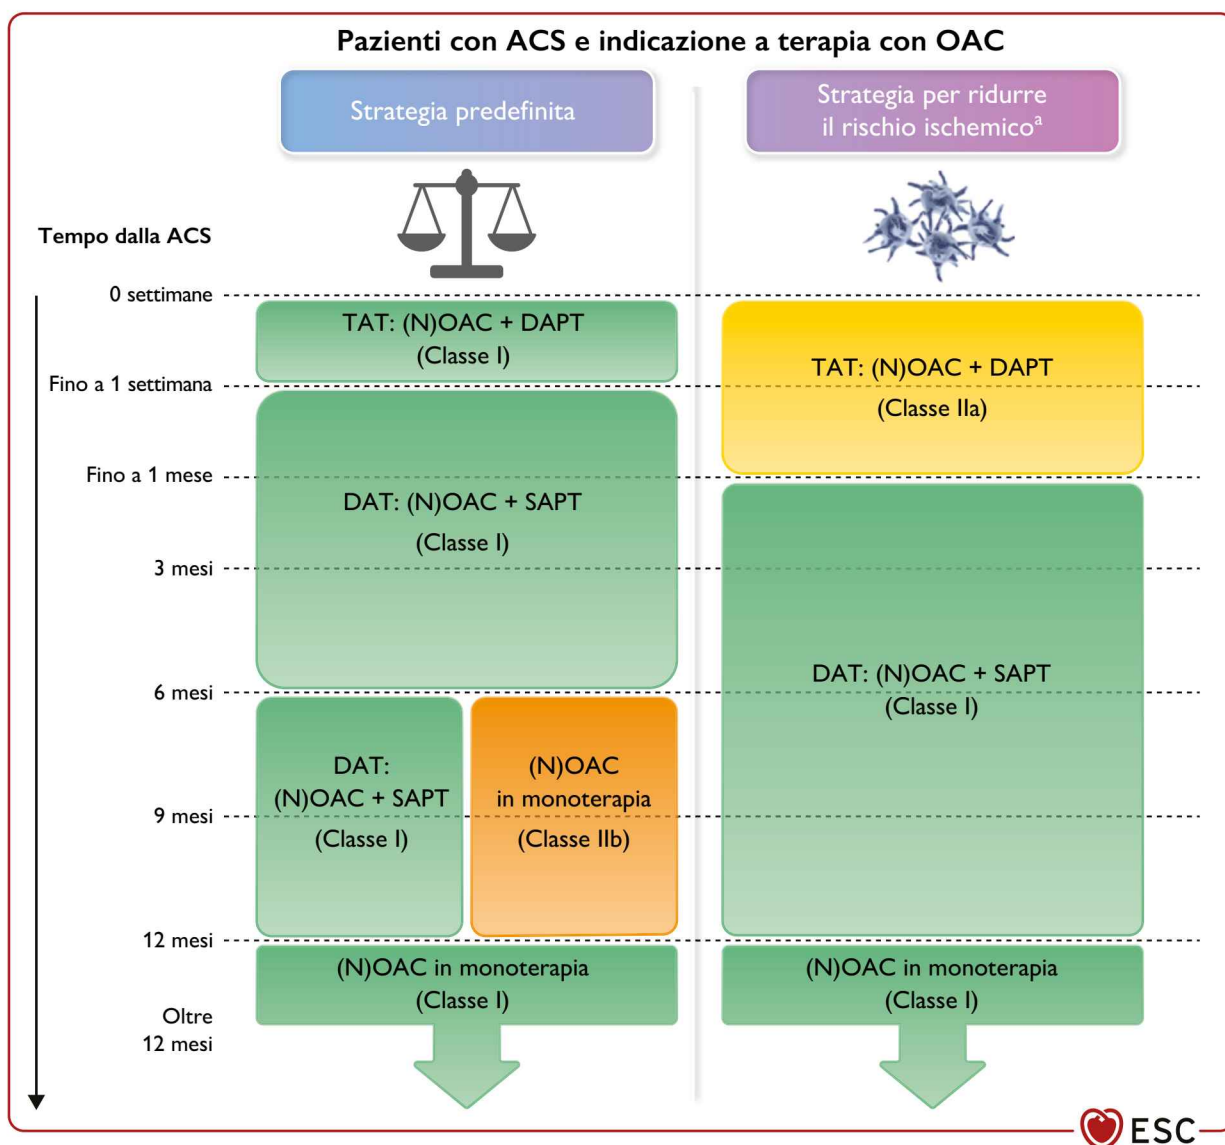 Pazienti con ACS e indicazione a terapia con OAC
Strategia predefinita
Strategia per ridurre
il rischio ischemicoᵃ
Tempo dalla ACS
0 settimane
TAT: (N)OAC + DAPT
(Classe I)
TAT: (N)OAC + DAPT
(Classe IIa)
Fino a 1 settimana
Fino a 1 mese
DAT: (N)OAC + SAPT
(Classe I)
3 mesi
DAT: (N)OAC + SAPT
(Classe I)
6 mesi
DAT:
(N)OAC + SAPT
(Classe I)
(N)OAC
in monoterapia
(Classe IIb)
9 mesi
12 mesi
(N)OAC in monoterapia
(Classe I)
(N)OAC in monoterapia
(Classe I)
Oltre
12 mesi
ESC